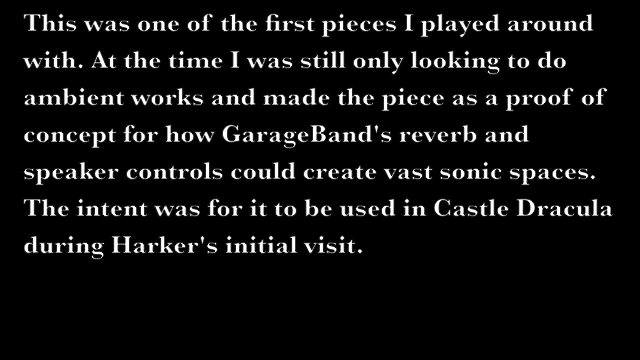 This was one of the first pieces I played around
with. At the time I was still only looking to do
ambient works and made the piece as a proof of
concept for how GarageBand's reverb and
speaker controls could create vast sonic spaces.
The intent was for it to be used in Castle Dracula
during Harker's initial visit.